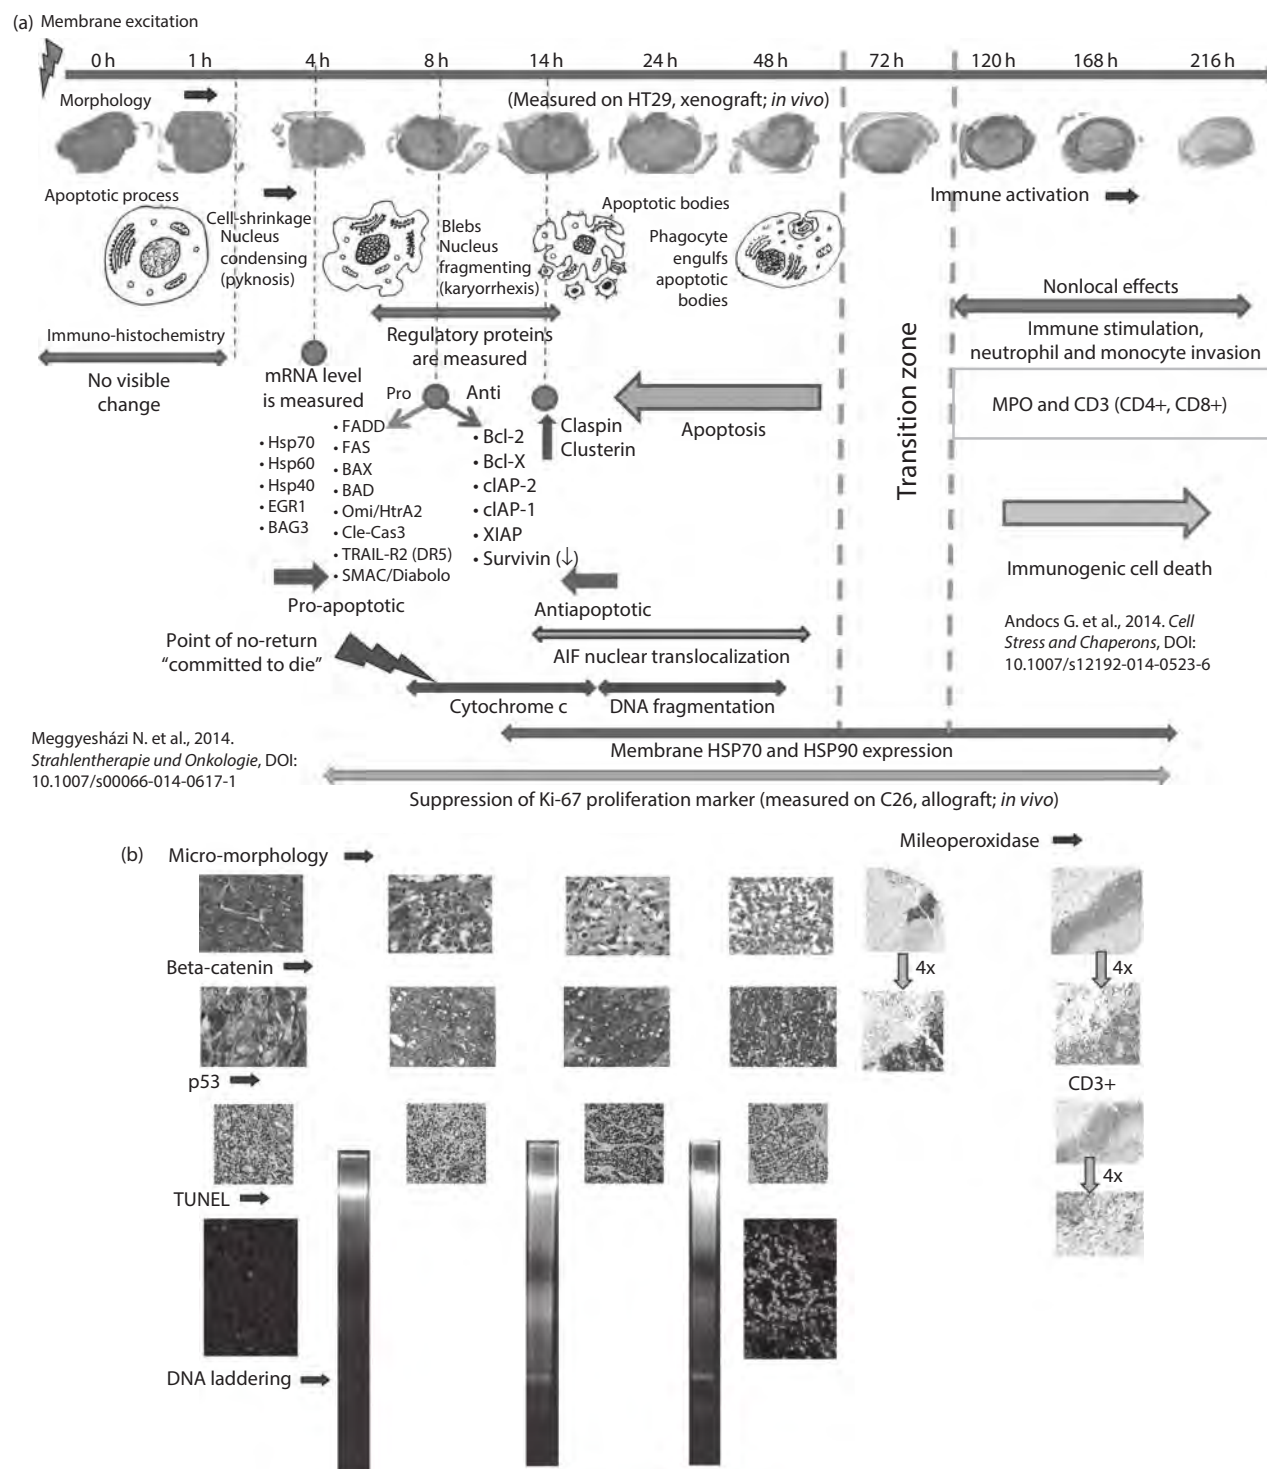 (a) Membrane excitation
0 h 1 h 4 h 8 h 14 h 24 h 48 h 72 h 120 h 168 h 216 h
Morphology
(Measured on HT29, xenograft; in vivo)
Apoptotic process
Cell-shrinkage
Nucleus
condensing
(pyknosis)
Blebs
Nucleus
fragmenting
(karyorrhexis)
Apoptotic bodies
Phagocyte
engulfs
apoptotic
bodies
Immune activation
Immuno-histochemistry
No visible
change
Regulatory proteins
are measured
mRNA level
is measured
Pro
Anti
• Hsp70
• Hsp60
• Hsp40
• EGR1
• BAG3
• FADD
• FAS
• BAX
• BAD
• Omi/HtrA2
• Cle-Cas3
• TRAIL-R2 (DR5)
• SMAC/Diabolo
• Bcl-2
• Bcl-X
• cIAP-2
• cIAP-1
• XIAP
• Survivin (↓)
Claspin
Clusterin
Apoptosis
Transition zone
Nonlocal effects
Immune stimulation,
neutrophil and monocyte invasion
MPO and CD3 (CD4+, CD8+)
Immunogenic cell death
Pro-apoptotic
Antiapoptotic
Point of no-return
“committed to die”
AIF nuclear translocalization
Cytochrome c
DNA fragmentation
Andocs G. et al., 2014. Cell
Stress and Chaperons, DOI:
10.1007/s12192-014-0523-6
Meggyesházi N. et al., 2014.
Strahlentherapie und Onkologie, DOI:
10.1007/s00066-014-0617-1
Membrane HSP70 and HSP90 expression
Suppression of Ki-67 proliferation marker (measured on C26, allograft; in vivo)
(b) Micro-morphology
Mileoperoxidase
Beta-catenin
4x
4x
p53
CD3+
TUNEL
4x
DNA laddering